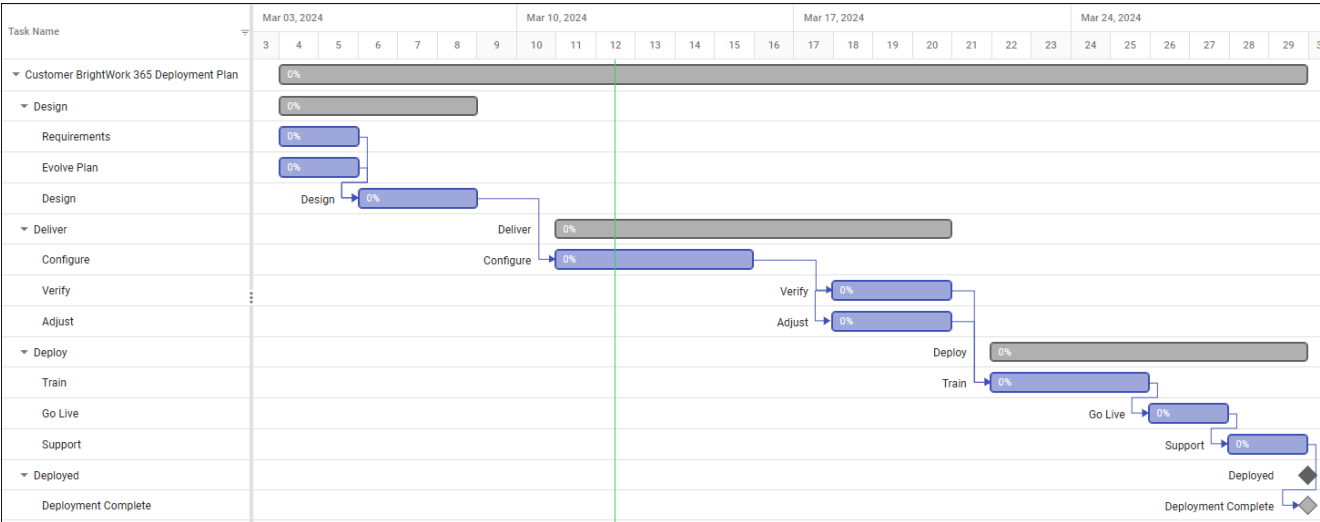 Task Name
Mar 03, 2024 Mar 10, 2024 Mar 17, 2024 Mar 24, 2024
3 4 5 6 7 8 9 10 11 12 13 14 15 16 17 18 19 20 21 22 23 24 25 26 27 28 29
Customer BrightWork 365 Deployment Plan 0%
Design 0%
Requirements 0%
Evolve Plan 0%
Design Design 0%
Deliver Deliver 0%
Configure Configure 0%
Verify Verify 0%
Adjust Adjust 0%
Deploy Deploy 0%
Train Train 0%
Go Live Go Live 0%
Support Support 0%
Deployed Deployed
Deployment Complete Deployment Complete